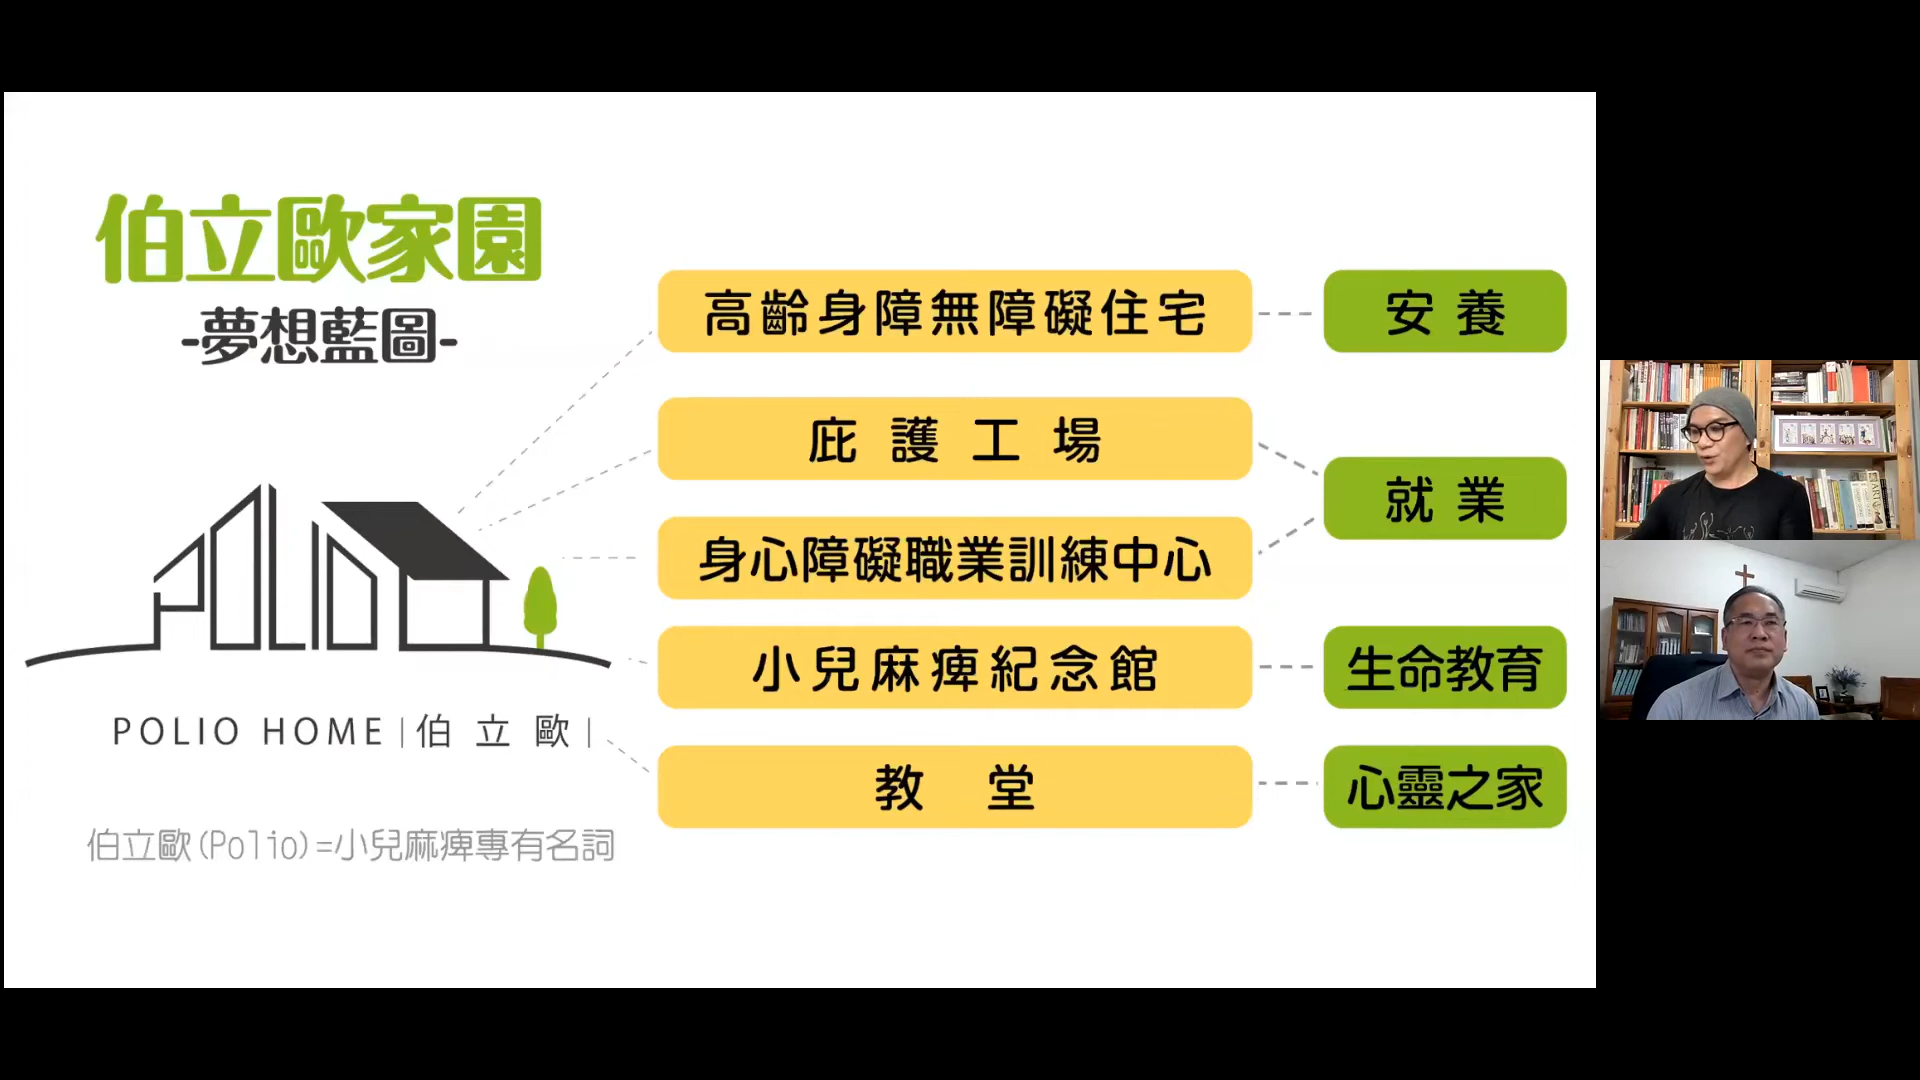 伯立歐家園
-夢想藍圖-
高齡身障無障礙住宅
安養
庇護工場
就業
身心障礙職業訓練中心
小兒麻痺紀念館
生命教育
教堂
心靈之家
POLIO
POLIO HOME|伯立歐|
伯立歐(Polio)=小兒麻痺專有名詞